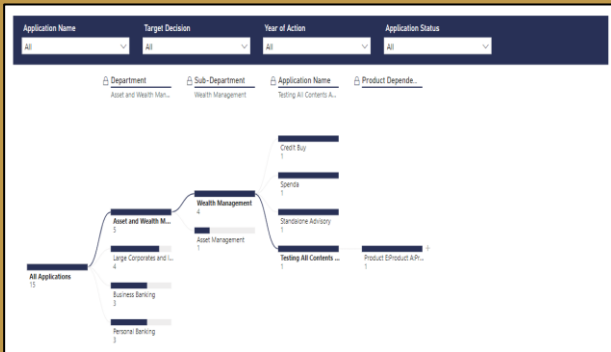 Application Name Target Decision Year of Action Application Status
All All All All
Department Sub-Department Application Name Product Depende..
Asset and Wealth Man... Wealth Management Testing All Contents A...
Credit Buy
1
Spenda
1
Wealth Management
4
Standalone Advisory
1
Asset and Wealth M...
5
Asset Management
1
Testing All Contents ...
1
Product E|Product A|Pr...
1
Large Corporates and I...
4
All Applications
15
Business Banking
3
Personal Banking
3